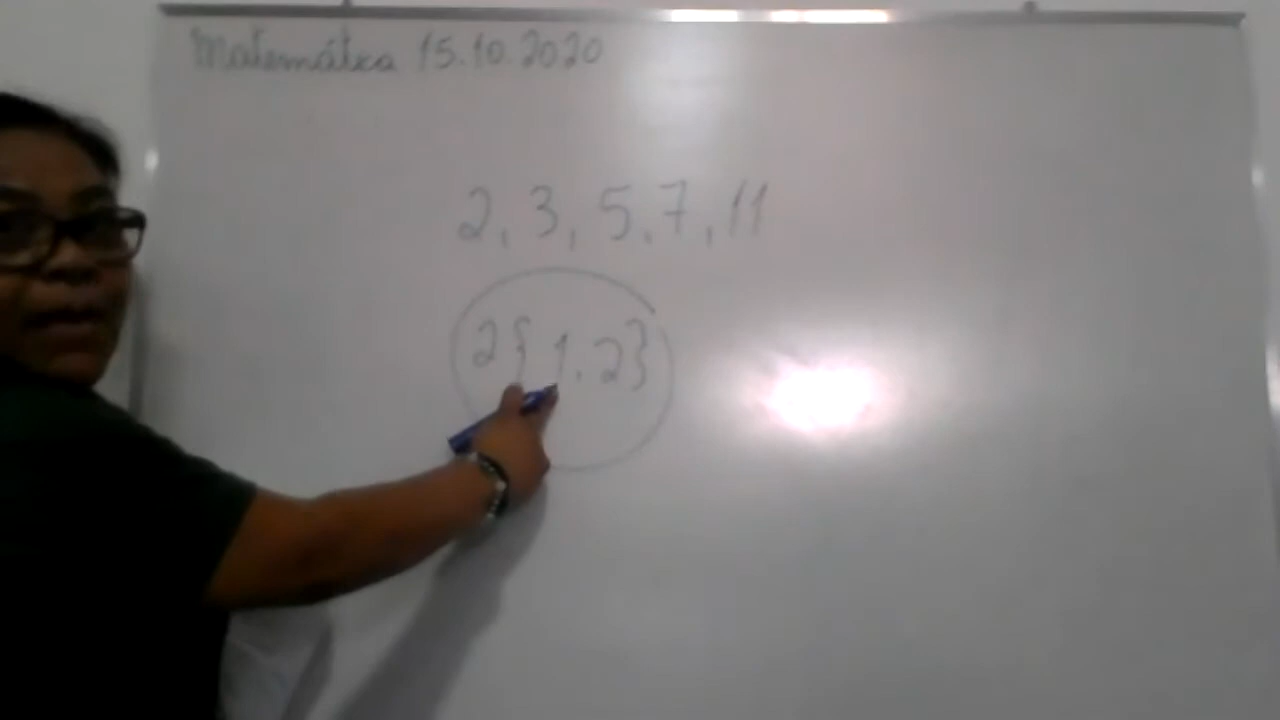 Matemática 15.10.2020
2, 3, 5, 7, 11
2{1,2}